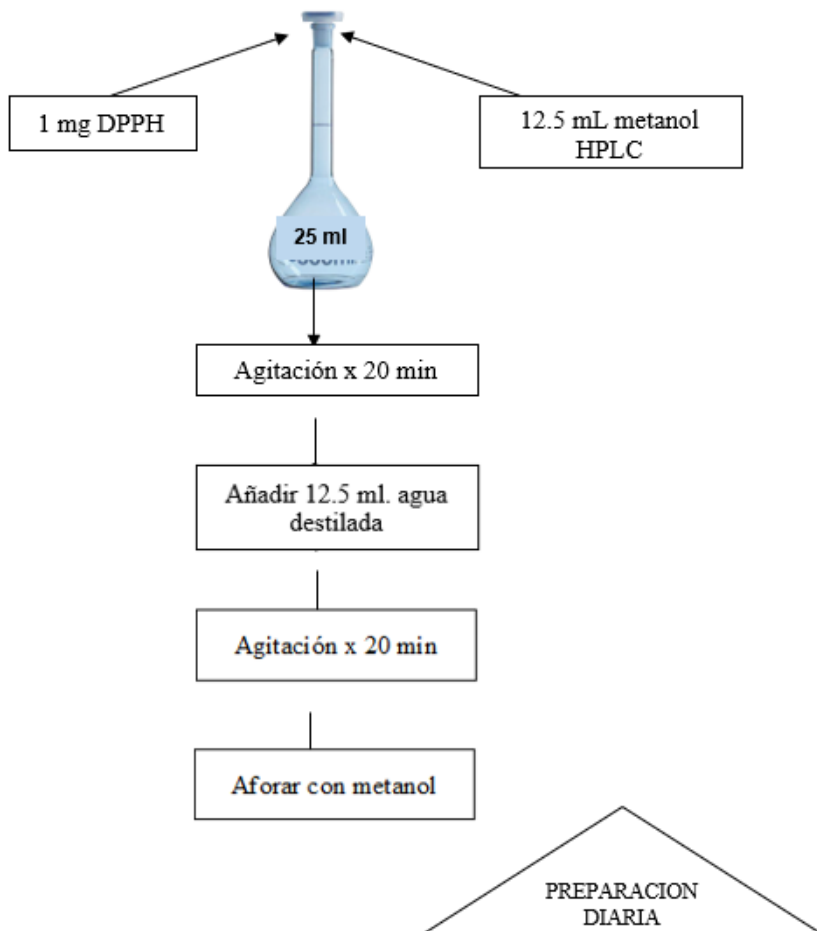 1 mg DPPH
12.5 mL metanol
HPLC
25 ml
Agitación x 20 min
Añadir 12.5 ml. agua
destilada
Agitación x 20 min
Aforar con metanol
PREPARACION
DIARIA